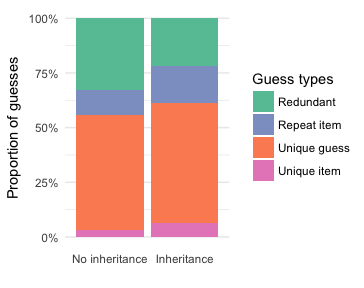 Proportion of guesses
100%
75%
50%
25%
0%
No inheritance
Inheritance
Guess types
Redundant
Repeat item
Unique guess
Unique item